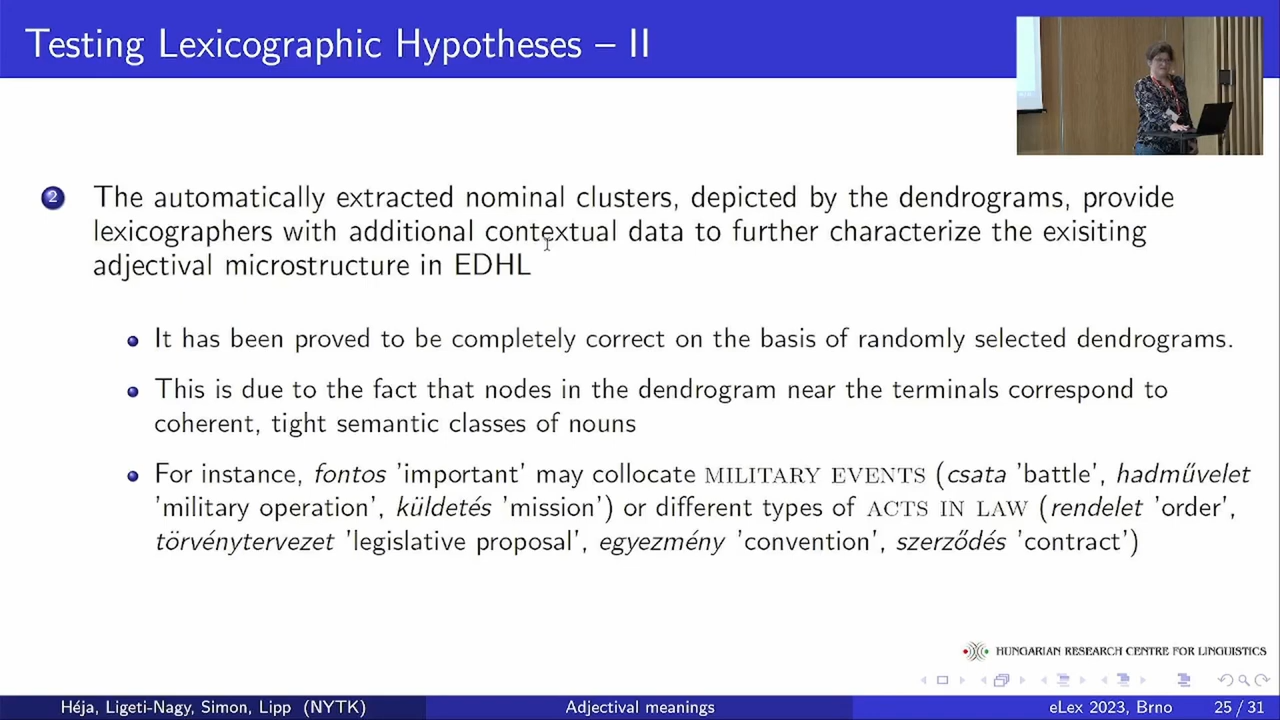 Testing Lexicographic Hypotheses – II
2 The automatically extracted nominal clusters, depicted by the dendrograms, provide
lexicographers with additional contextual data to further characterize the exisiting
adjectival microstructure in EDHL
It has been proved to be completely correct on the basis of randomly selected dendrograms.
This is due to the fact that nodes in the dendrogram near the terminals correspond to
coherent, tight semantic classes of nouns
For instance, fontos 'important' may collocate MILITARY EVENTS (csata 'battle', hadművelet
'military operation', küldetés 'mission') or different types of ACTS IN LAW (rendelet 'order',
törvénytervezet 'legislative proposal', egyezmény 'convention', szerződés 'contract')
HUNGARIAN RESEARCH CENTRE FOR LINGUISTICS
Héja, Ligeti-Nagy, Simon, Lipp (NYTK) Adjectival meanings eLex 2023, Brno 25 / 31